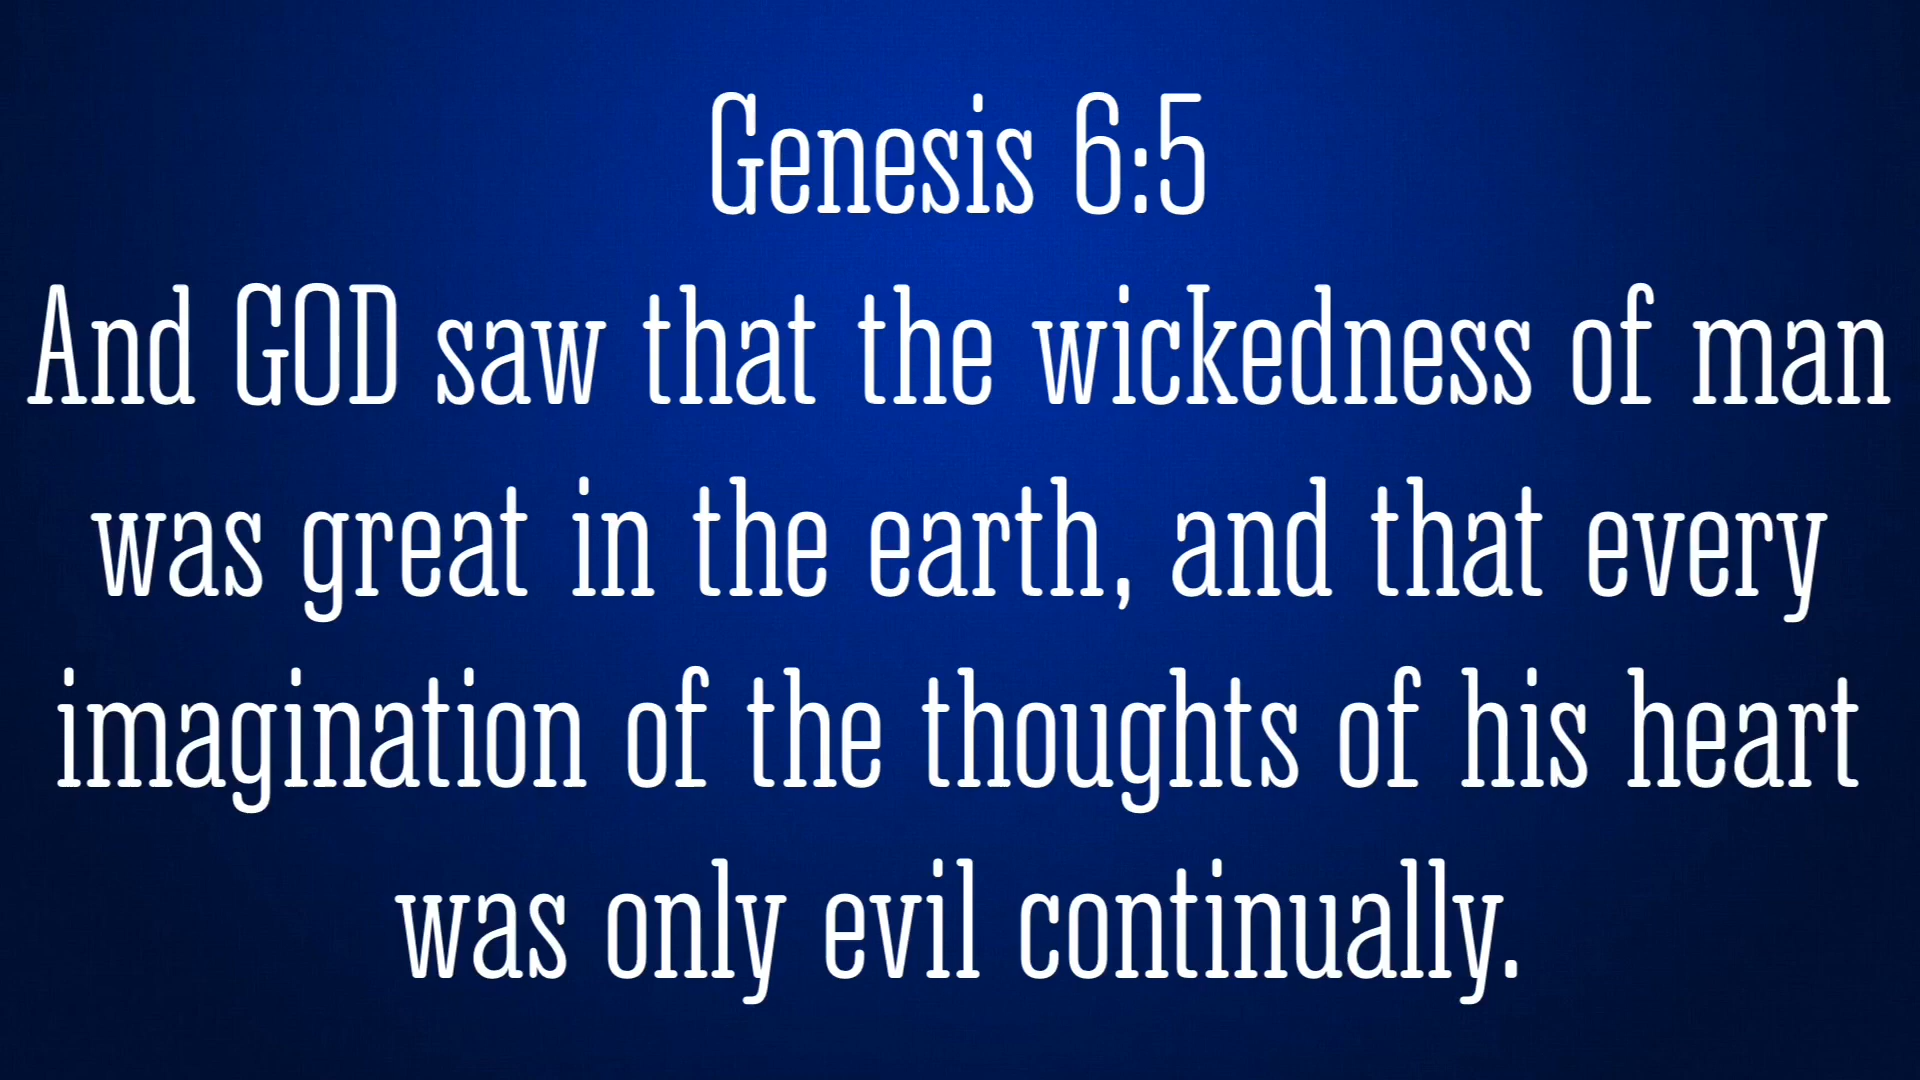 Genesis 6:5
And GOD saw that the wickedness of man
was great in the earth, and that every
imagination of the thoughts of his heart
was only evil continually.